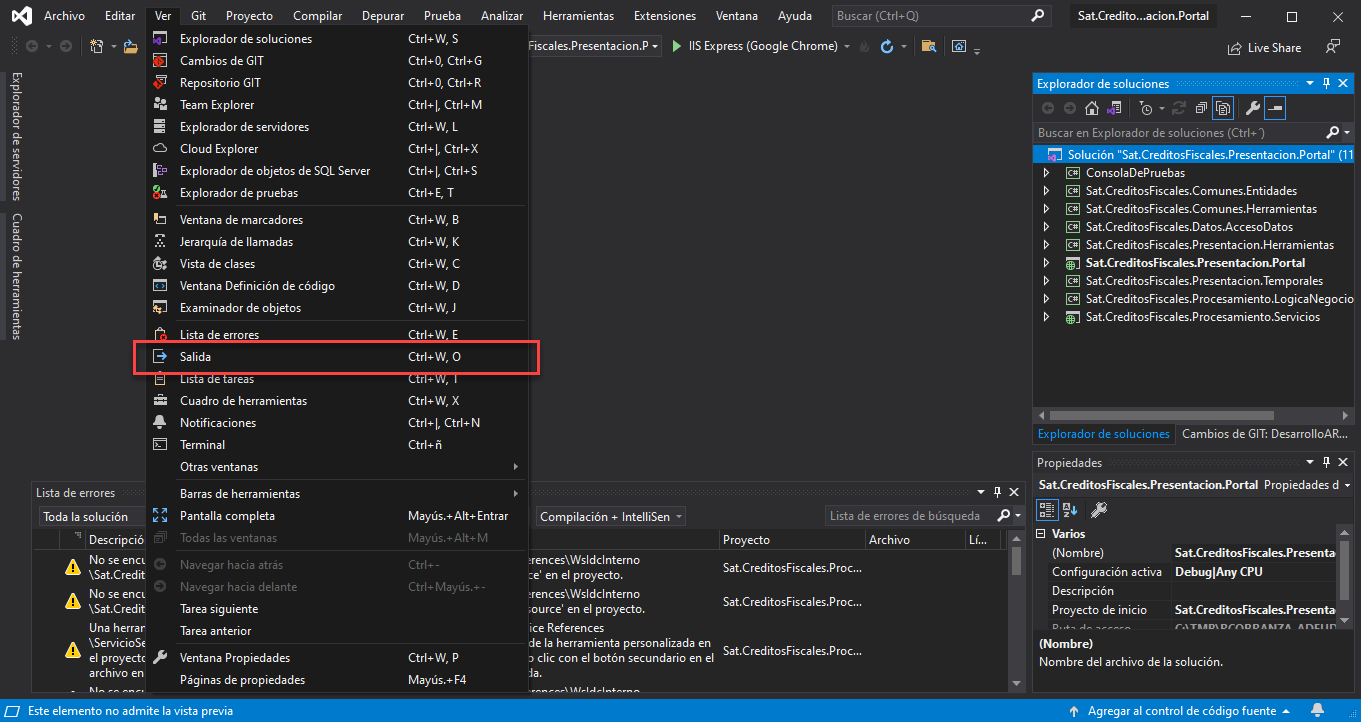 Archivo Editar Ver Git Proyecto Compilar Depurar Prueba Analizar Herramientas Extensiones Ventana Ayuda Buscar (Ctrl+Q) Sat.Credito...acion.Portal
Fiscales.Presentacion.P IIS Express (Google Chrome) Live Share
Explorador de servidores
Cuadro de herramientas
Explorador de soluciones Ctrl+W, S
Cambios de GIT Ctrl+0, Ctrl+G
Repositorio GIT Ctrl+0, Ctrl+R
Team Explorer Ctrl+|, Ctrl+M
Explorador de servidores Ctrl+W, L
Cloud Explorer Ctrl+|, Ctrl+X
Explorador de objetos de SQL Server Ctrl+|, Ctrl+S
Explorador de pruebas Ctrl+E, T
Ventana de marcadores Ctrl+W, B
Jerarquía de llamadas Ctrl+W, K
Vista de clases Ctrl+W, C
Ventana Definición de código Ctrl+W, D
Examinador de objetos Ctrl+W, J
Lista de errores Ctrl+W, E
Salida Ctrl+W, O
Lista de tareas Ctrl+W, T
Cuadro de herramientas Ctrl+W, X
Notificaciones Ctrl+|, Ctrl+N
Terminal Ctrl+ñ
Otras ventanas
Barras de herramientas
Pantalla completa Mayús.+Alt+Entrar
Todas las ventanas Mayús.+Alt+M
Navegar hacia atrás Ctrl+-
Navegar hacia delante Ctrl+Mayús.+-
Tarea siguiente
Tarea anterior
Ventana Propiedades Ctrl+W, P
Páginas de propiedades Mayús.+F4
Lista de errores
Toda la solución Compilación + IntelliSen Lista de errores de búsqueda
Descripció Proyecto Archivo Lí...
No se encu erences\WsIdcInterno
\Sat.Credit ce' en el proyecto. Sat.CreditosFiscales.Proc...
No se encu erences\WsIdcInterno
\Sat.Credit source' en el proyecto. Sat.CreditosFiscales.Proc...
Una herrar ice References
\ServicioSe de la herramienta personalizada en
el proyecto o clic con el botón secundario en el
archivo en da.
Sat.CreditosFiscales.Proc...
No se encu erences\WsIdcInterno
Explorador de soluciones
Buscar en Explorador de soluciones (Ctrl+´)
Solución "Sat.CreditosFiscales.Presentacion.Portal" (11
ConsolaDePruebas
Sat.CreditosFiscales.Comunes.Entidades
Sat.CreditosFiscales.Comunes.Herramientas
Sat.CreditosFiscales.Datos.AccesoDatos
Sat.CreditosFiscales.Presentacion.Herramientas
Sat.CreditosFiscales.Presentacion.Portal
Sat.CreditosFiscales.Presentacion.Temporales
Sat.CreditosFiscales.Procesamiento.LogicaNegocio
Sat.CreditosFiscales.Procesamiento.Servicios
Explorador de soluciones Cambios de GIT: DesarrolloAR...
Propiedades
Sat.CreditosFiscales.Presentacion.Portal Propiedades d
Varios
(Nombre) Sat.CreditosFiscales.Presenta
Configuración activa Debug|Any CPU
Descripción
Proyecto de inicio Sat.CreditosFiscales.Presenta
Ruta de acceso
(Nombre)
Nombre del archivo de la solución.
Este elemento no admite la vista previa Agregar al control de código fuente